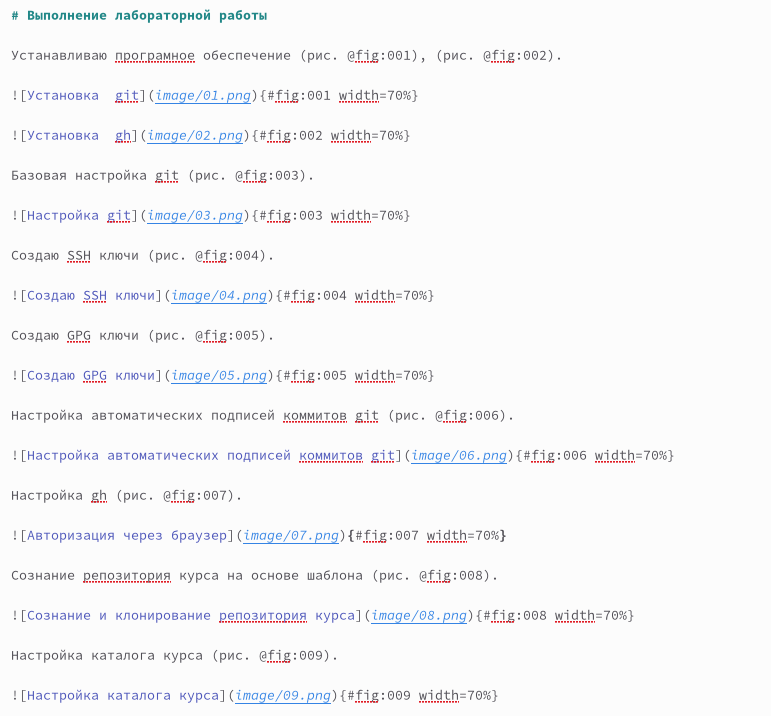 # Выполнение лабораторной работы
Устанавливаю програмное обеспечение (рис. @fig:001), (рис. @fig:002).
![Установка  git](image/01.png){#fig:001 width=70%}
![Установка  gh](image/02.png){#fig:002 width=70%}
Базовая настройка git (рис. @fig:003).
![Настройка git](image/03.png){#fig:003 width=70%}
Создаю SSH ключи (рис. @fig:004).
![Создаю SSH ключи](image/04.png){#fig:004 width=70%}
Создаю GPG ключи (рис. @fig:005).
![Создаю GPG ключи](image/05.png){#fig:005 width=70%}
Настройка автоматических подписей коммитов git (рис. @fig:006).
![Настройка автоматических подписей коммитов git](image/06.png){#fig:006 width=70%}
Настройка gh (рис. @fig:007).
![Авторизация через браузер](image/07.png){#fig:007 width=70%}
Сознание репозитория курса на основе шаблона (рис. @fig:008).
![Сознание и клонирование репозитория курса](image/08.png){#fig:008 width=70%}
Настройка каталога курса (рис. @fig:009).
![Настройка каталога курса](image/09.png){#fig:009 width=70%}